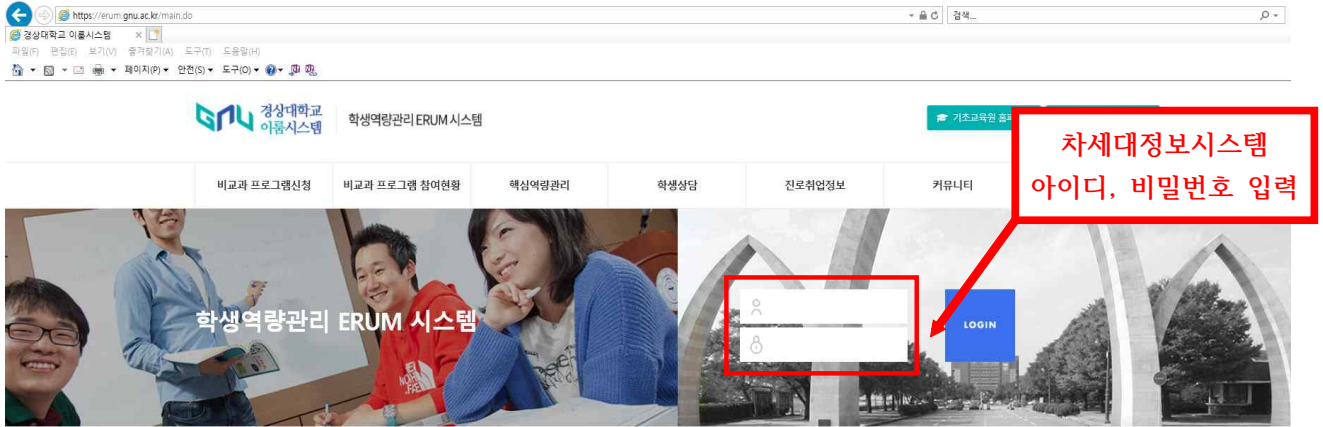 https://erum.gnu.ac.kr/main.do
검색...
경상대학교 이룸시스템
파일(F) 편집(E) 보기(V) 즐겨찾기(A) 도구(T) 도움말(H)
페이지(P) 안전(S) 도구(O)
GNU 경상대학교
이룸시스템
학생역량관리 ERUM 시스템
기초교육원
차세대정보시스템
아이디, 비밀번호 입력
비교과 프로그램신청 비교과 프로그램 참여현황 핵심역량관리 학생상담 진로취업정보 커뮤니티
학생역량관리 ERUM 시스템
LOGIN
NORTH
FACE